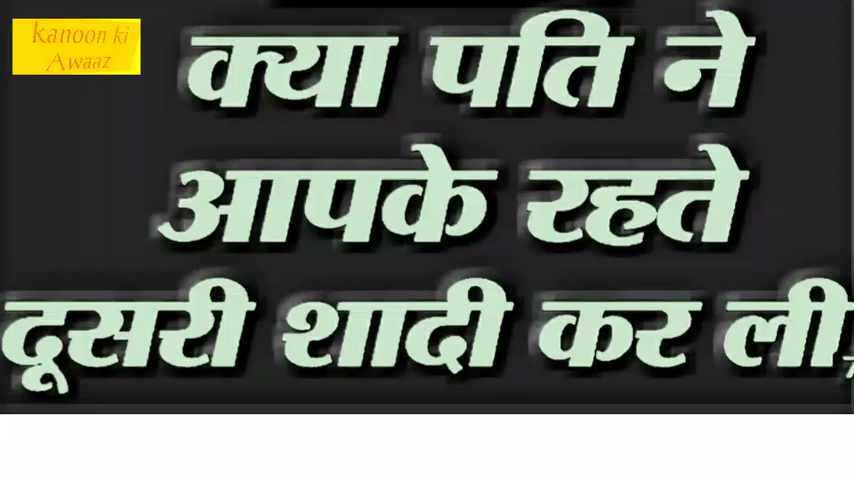 Kanoon ki
Awaaz
क्या पति ने
आपके रहते
दूसरी शादी कर ली,